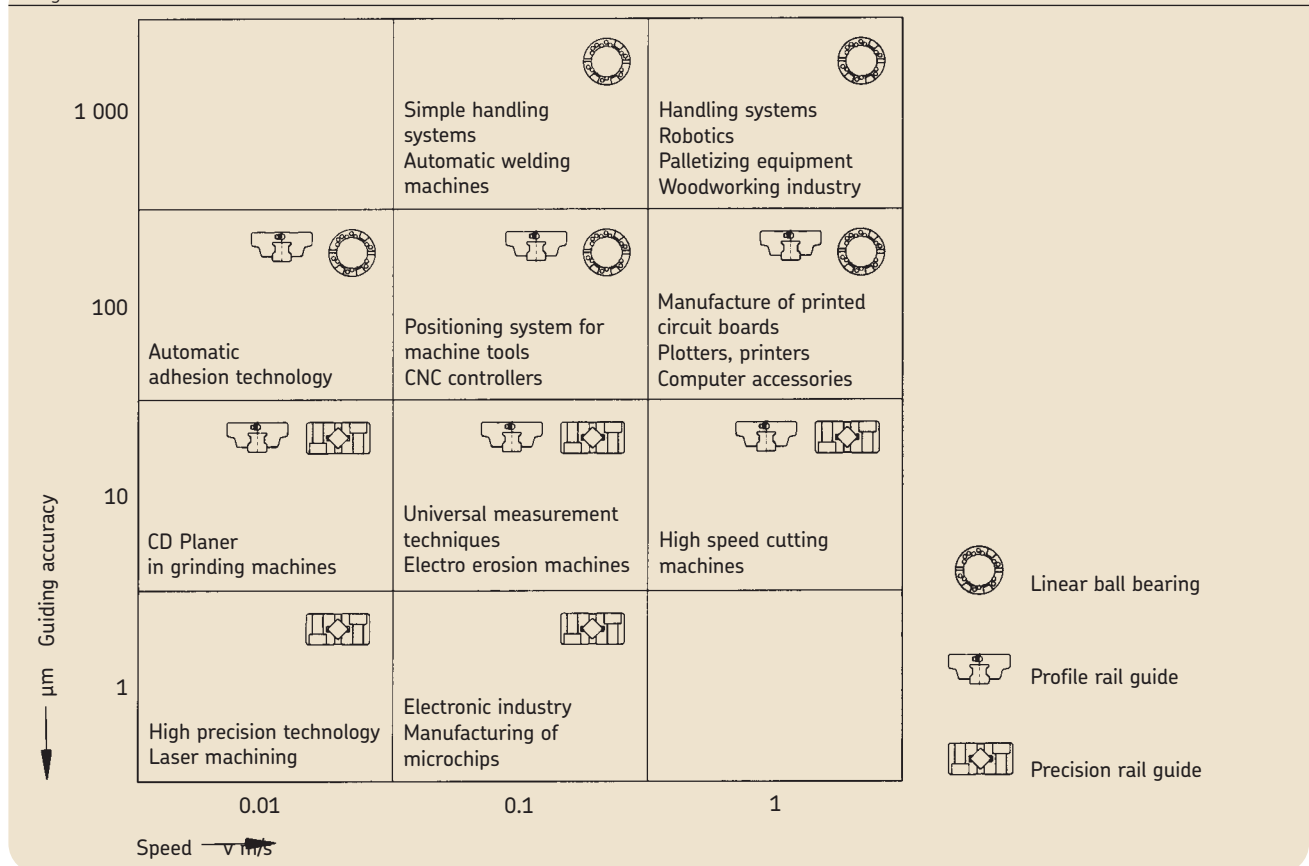 1 000
Simple handling
systems
Automatic welding
machines
Handling systems
Robotics
Palletizing equipment
Woodworking industry
100
Automatic
adhesion technology
Positioning system for
machine tools
CNC controllers
Manufacture of printed
circuit boards
Plotters, printers
Computer accessories
10
CD Planer
in grinding machines
Universal measurement
techniques
Electro erosion machines
High speed cutting
machines
1
High precision technology
Laser machining
Electronic industry
Manufacturing of
microchips
µm Guiding accuracy
0.01
0.1
1
Speed v m/s
Linear ball bearing
Profile rail guide
Precision rail guide